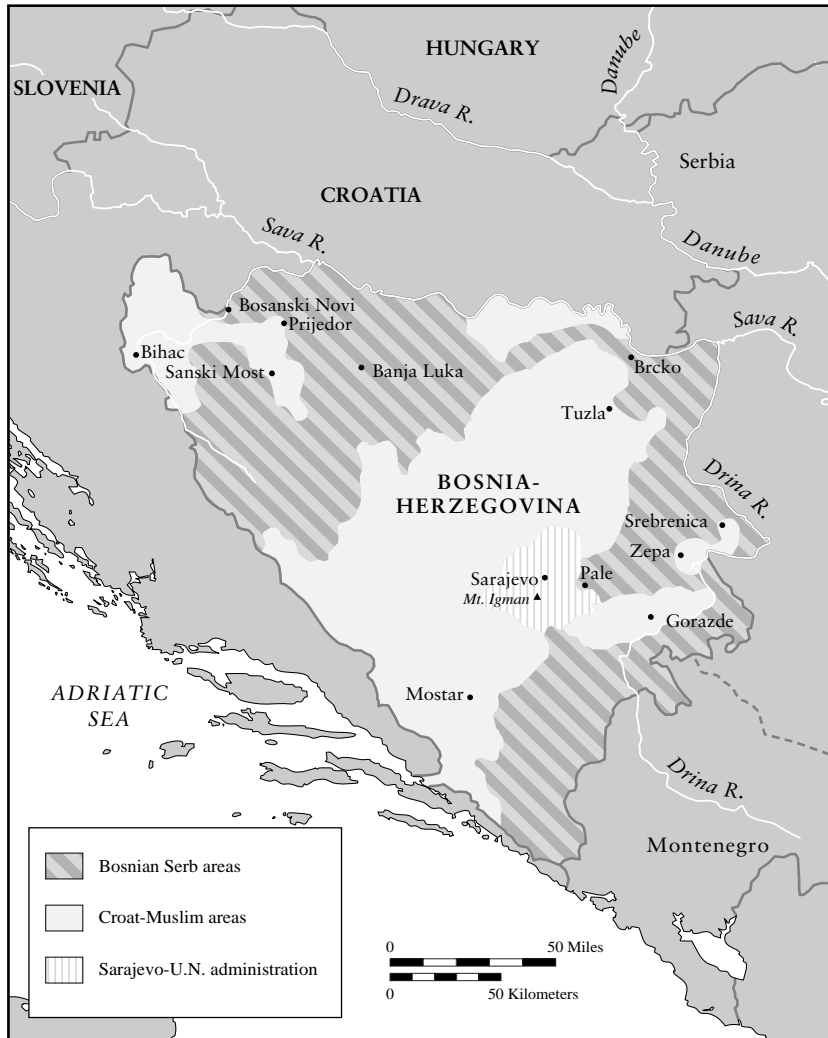 HUNGARY
Danube
SLOVENIA
Drava R.
Serbia
CROATIA
Sava R.
Danube
Bosanski Novi
Prijedor
Sava R.
Bihac
Sanski Most
Banja Luka
Brcko
Tuzla
BOSNIA-
HERZEGOVINA
Drina R.
Srebrenica
Zepa
Sarajevo
Pale
Mt. Igman
Gorazde
ADRIATIC
SEA
Mostar
Drina R.
Montenegro
Bosnian Serb areas
Croat-Muslim areas
Sarajevo-U.N. administration
0 50 Miles
0 50 Kilometers